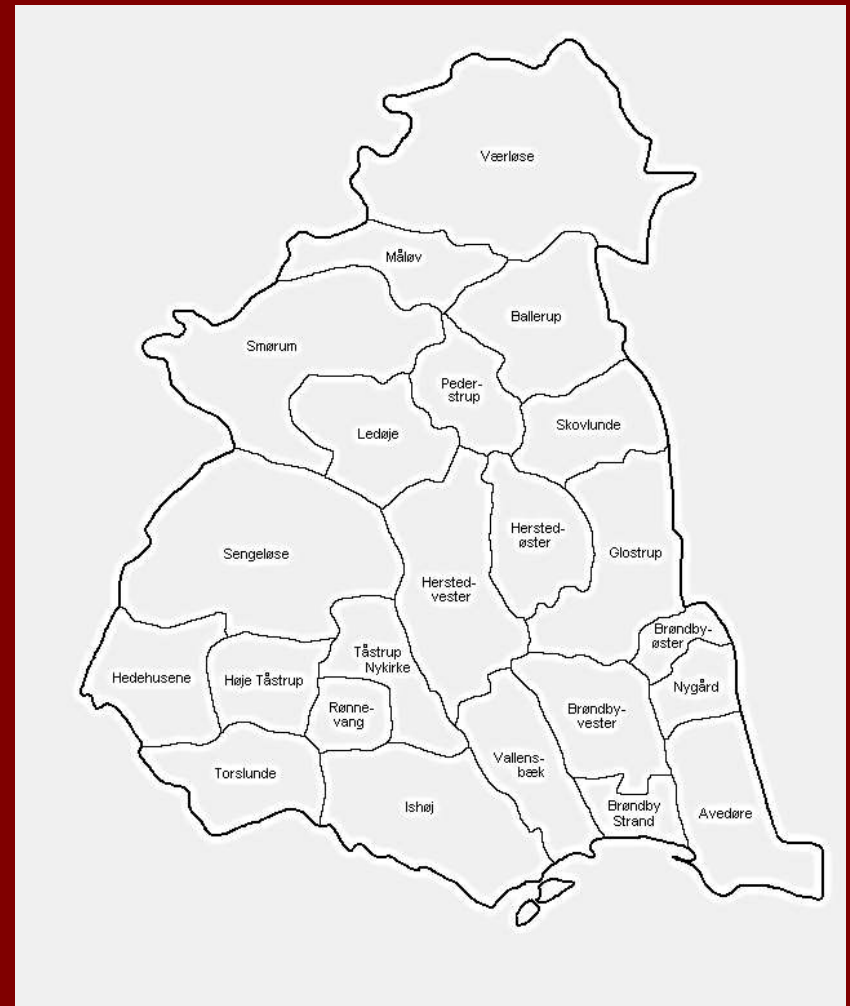 Værløse
Måløv
Ballerup
Smørum
Peder-
strup
Skovlunde
Ledøje
Hersted-
øster
Glostrup
Sengeløse
Hersted-
vester
Brøndby-
øster
Tåstrup
Nykirke
Hedehusene
Høje Tåstrup
Nygård
Rønne-
vang
Brøndby-
vester
Vallens-
bæk
Torslunde
Ishøj
Brøndby
Strand
Avedøre